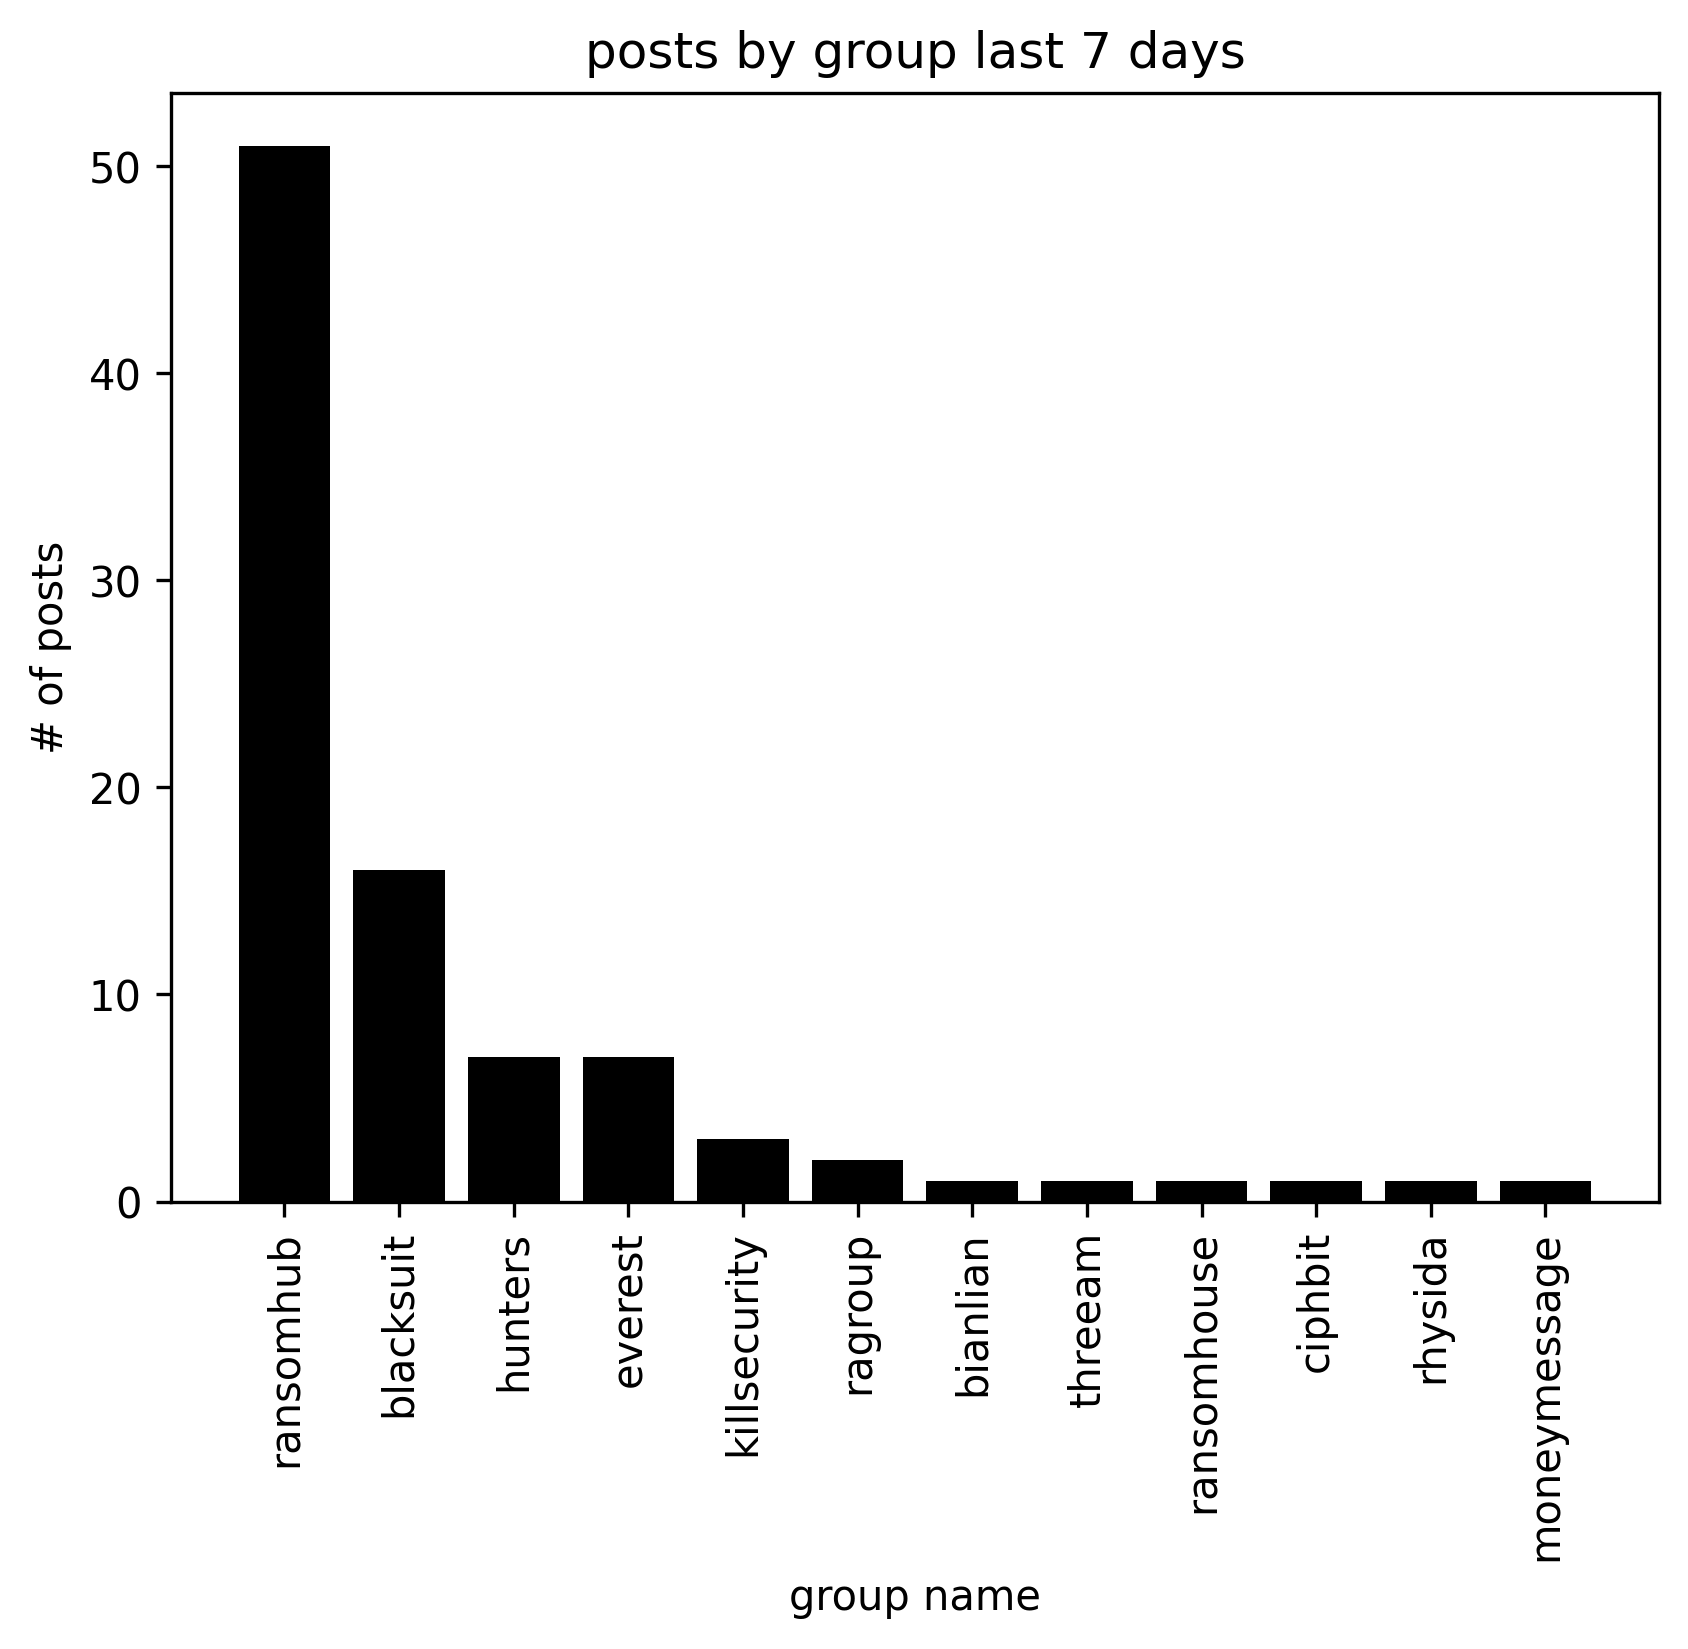 posts by group last 7 days
# of posts
50
40
30
20
10
0
ransomhub
blacksuit
hunters
everest
killsecurity
ragroup
bianlian
threeam
ransomhouse
ciphbit
rhysida
moneymessage
group name